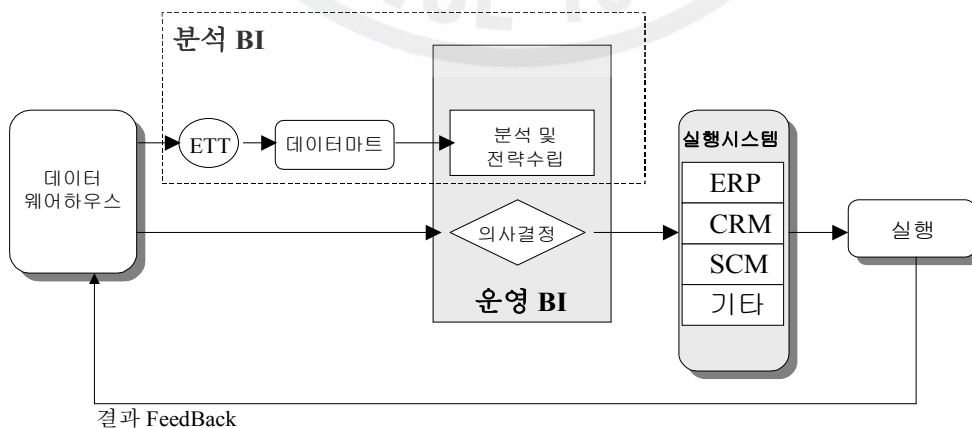 분석 BI
ETT
데이터마트
분석 및
전략수립
데이터
웨어하우스
의사결정
운영 BI
실행시스템
ERP
CRM
SCM
기타
실행
결과 FeedBack